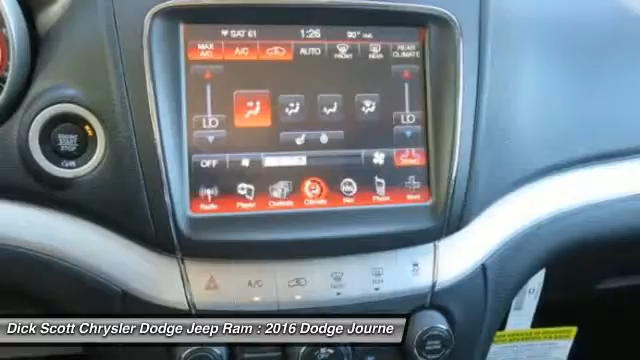 SAT 61 1:26 90°
MAX A/C A/C AUTO FRONT REAR REAR CLIMATE
LO LO
OFF
Radio Player Controls Climate Nav Phone More
A/C
Dick Scott Chrysler Dodge Jeep Ram : 2016 Dodge Journe